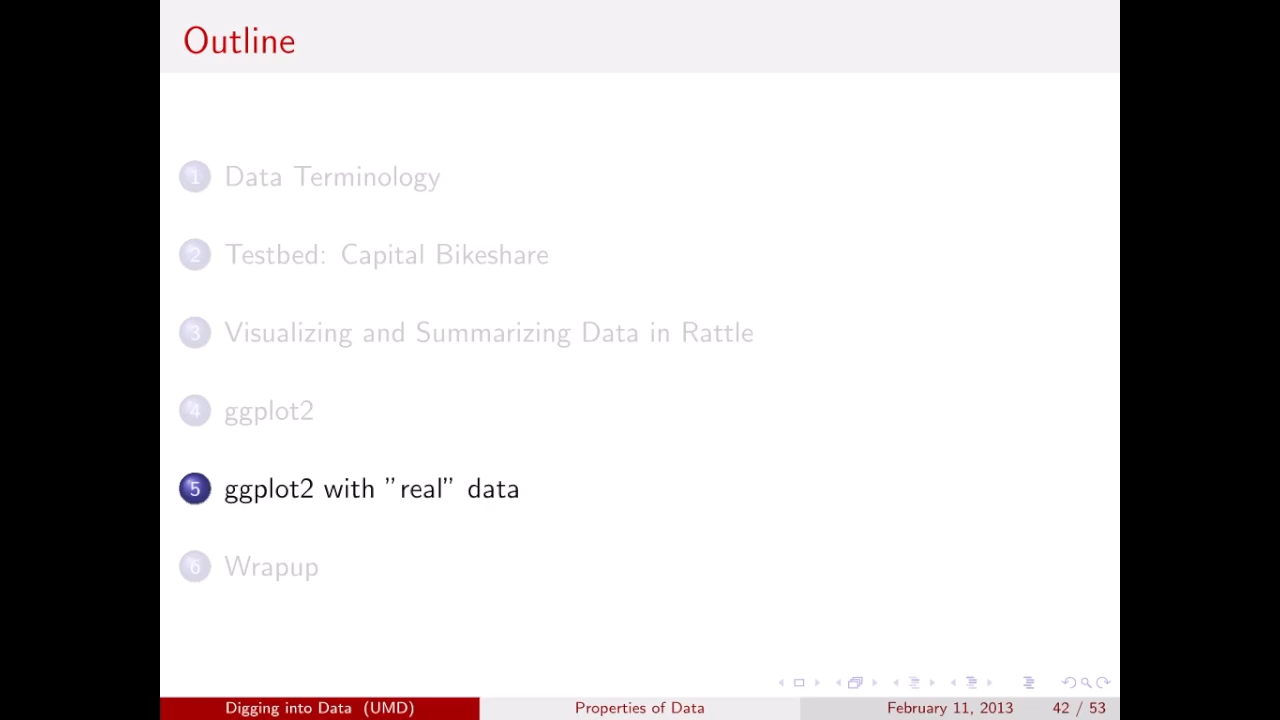 Outline
1 Data Terminology
2 Testbed: Capital Bikeshare
3 Visualizing and Summarizing Data in Rattle
4 ggplot2
5 ggplot2 with ”real” data
6 Wrapup
Digging into Data (UMD) Properties of Data February 11, 2013 42 / 53